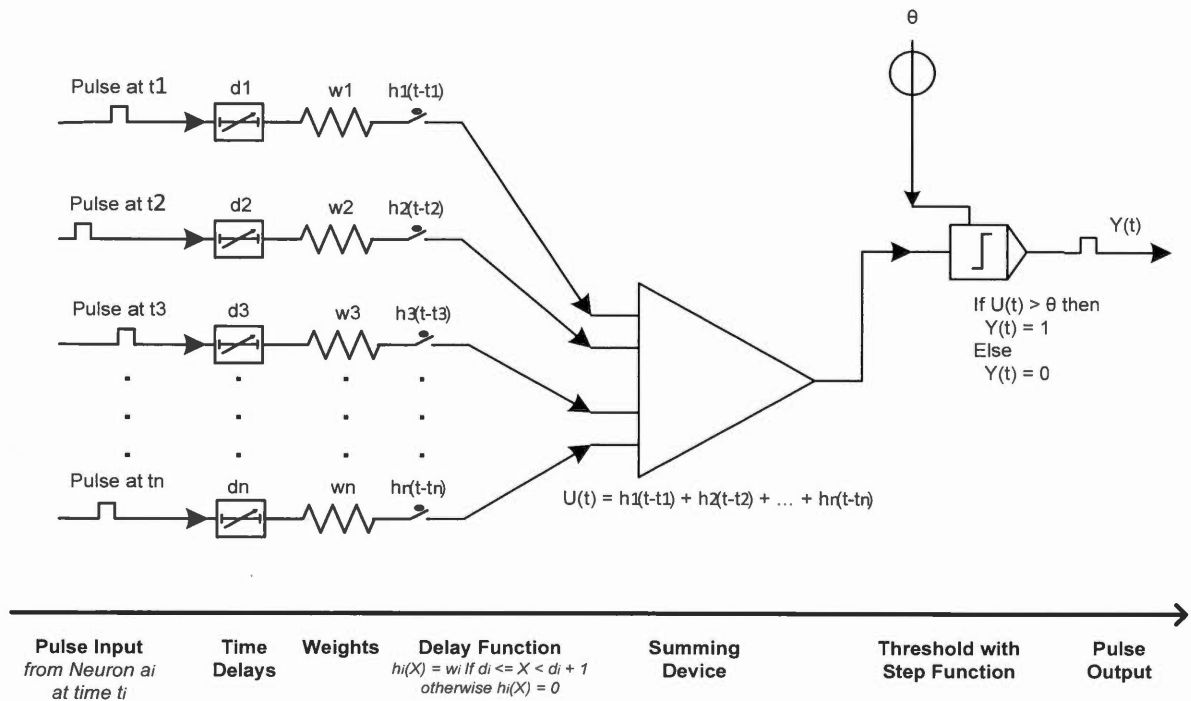 θ
Pulse at t1
d1
w1
h1(t-t1)
Pulse at t2
d2
w2
h2(t-t2)
Y(t)
Pulse at t3
d3
w3
h3(t-t3)
If U(t) > θ then
Y(t) = 1
Else
Y(t) = 0
Pulse at tn
dn
wn
hn(t-tn)
U(t) = h1(t-t1) + h2(t-t2) + ... + hn(t-tn)
Pulse Input
from Neuron ai
at time ti
Time
Delays
Weights
Delay Function
hi(X) = wi If di <= X < di + 1
otherwise hi(X) = 0
Summing
Device
Threshold with
Step Function
Pulse
Output